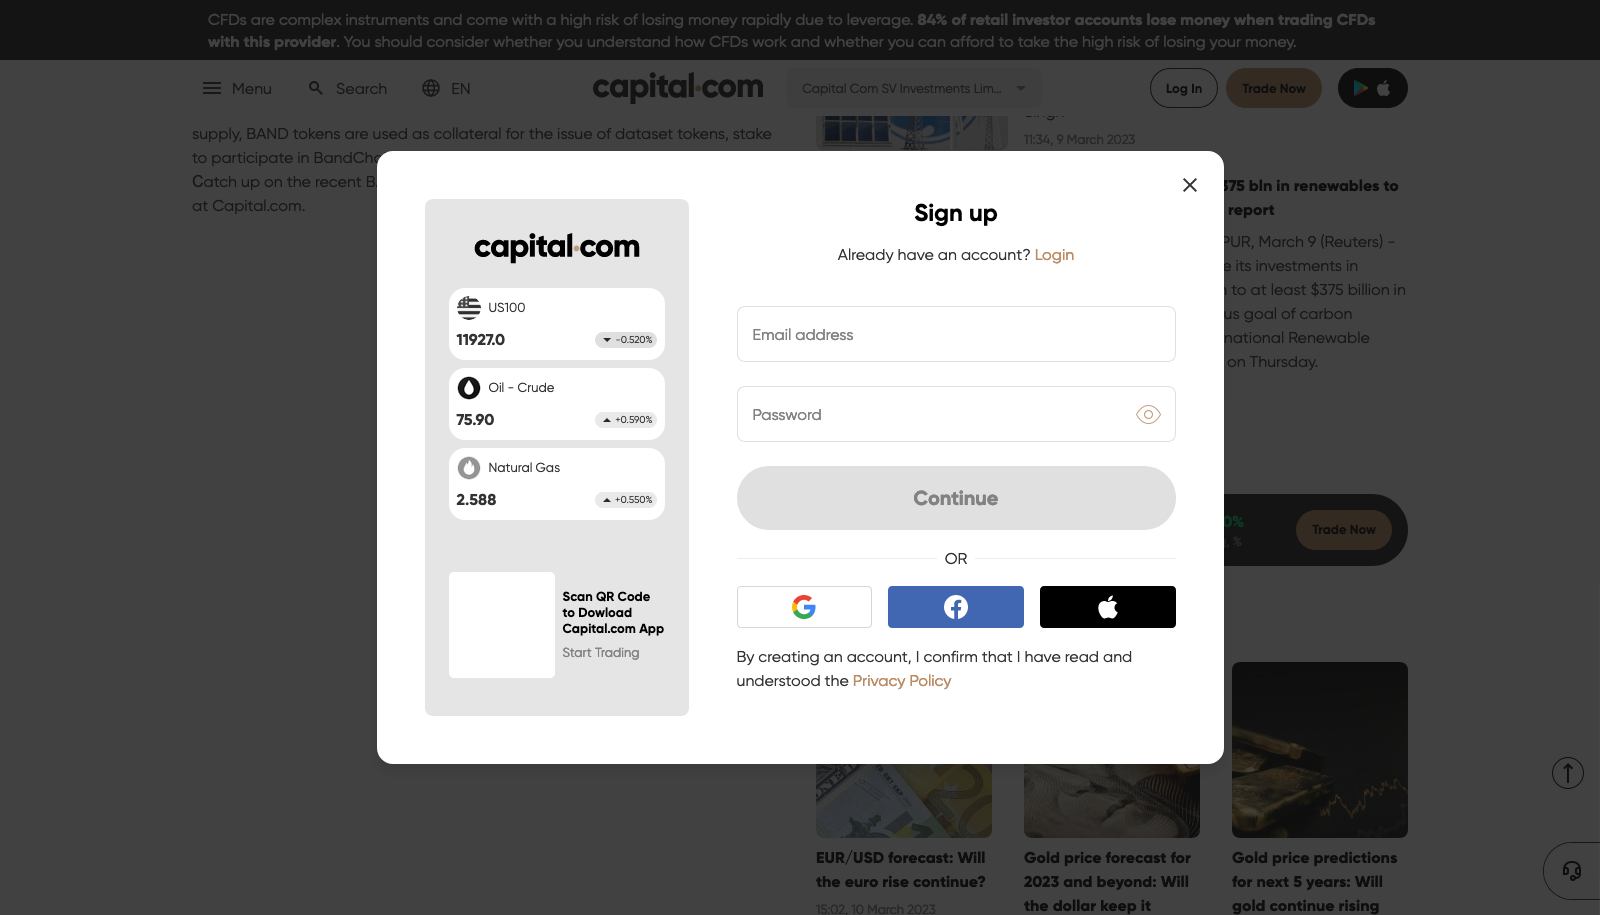 CFDs are complex instruments and come with a high risk of losing money rapidly due to leverage. 84% of retail investor accounts lose money when trading CFDs
with this provider. You should consider whether you understand how CFDs work and whether you can afford to take the high risk of losing your money.
Menu
Search
EN
capital.com
Capital Com SV Investments Lim...
Log In
Trade Now
supply, BAND tokens are used as collateral for the issue of dataset tokens, stake
to participate in
Catch up on the recent
at Capital.com.
11:34, 9 March 2023
375 bln in renewables to
report
PUR, March 9 (Reuters) -
e its investments in
to at least $375 billion in
us goal of carbon
national Renewable
on Thursday.
Sign up
Already have an account? Login
capital.com
US100
11927.0
-0.520%
Oil - Crude
75.90
+0.590%
Natural Gas
2.588
+0.550%
Scan QR Code
to Dowload
Capital.com App
Start Trading
Email address
Password
Continue
OR
By creating an account, I confirm that I have read and
understood the Privacy Policy
0%
%
Trade Now
EUR/USD forecast: Will
the euro rise continue?
15:02, 10 March 2023
Gold price forecast for
2023 and beyond: Will
the dollar keep it
Gold price predictions
for next 5 years: Will
gold continue rising